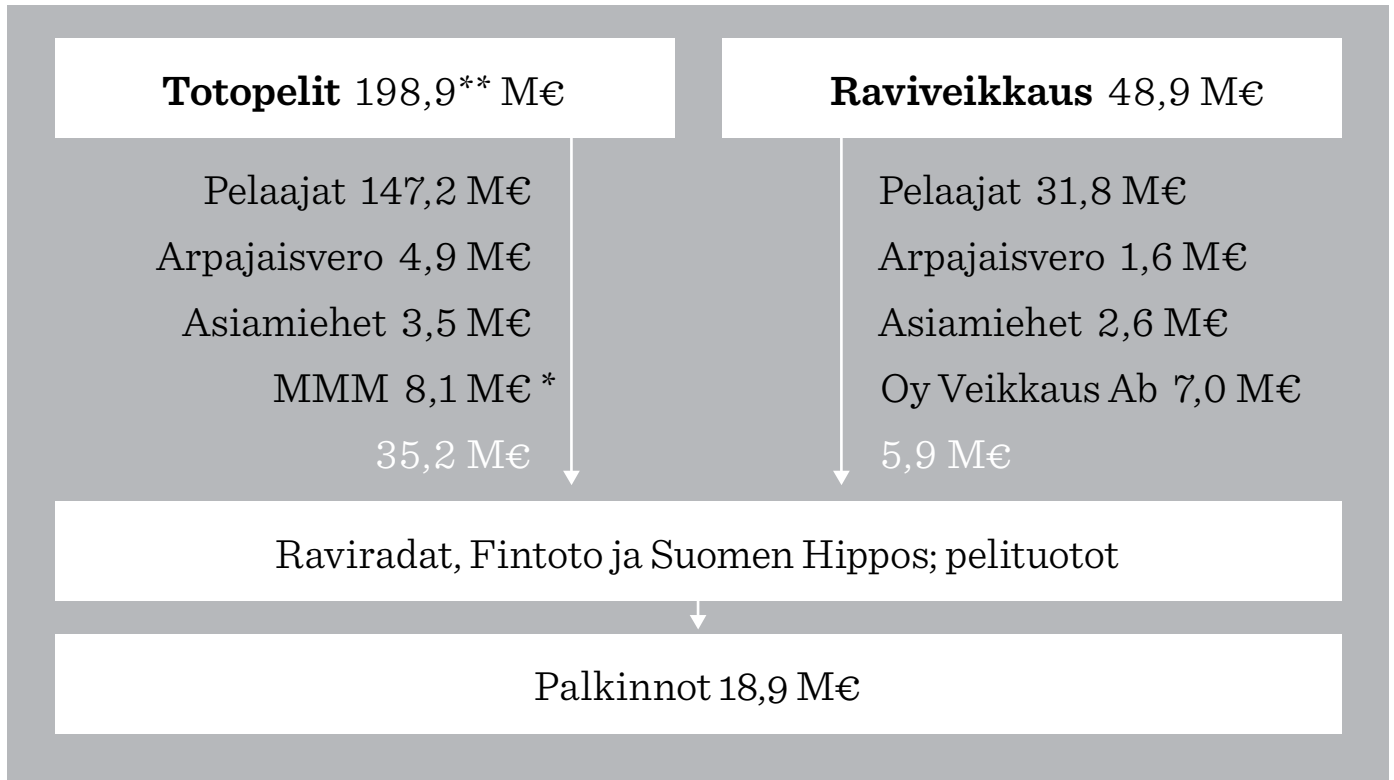 Totopelit 198,9** M€
Pelaajat 147,2 M€
Arpajaisvero 4,9 M€
Asiamiehet 3,5 M€
MMM 8,1 M€ *
35,2 M€
Raviveikkaus 48,9 M€
Pelaajat 31,8 M€
Arpajaisvero 1,6 M€
Asiamiehet 2,6 M€
Oy Veikkaus Ab 7,0 M€
5,9 M€
Raviradat, Fintoto ja Suomen Hippos; pelituotot
Palkinnot 18,9 M€